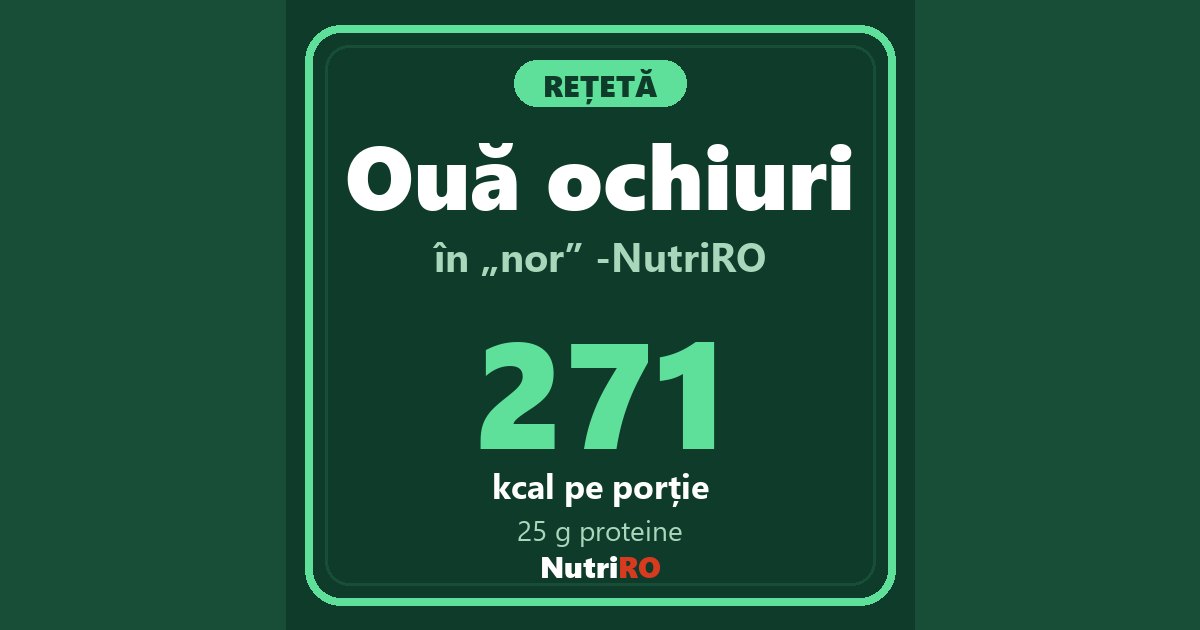 REȚETĂ
Ouă ochiuri
în „nor” -NutriRO
271
kcal pe porție
25 g proteine
NutriRO